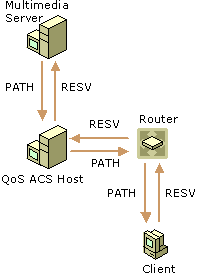 Multimedia
Server
PATH RESV
Router
RESV
PATH
QoS ACS Host
PATH RESV
Client